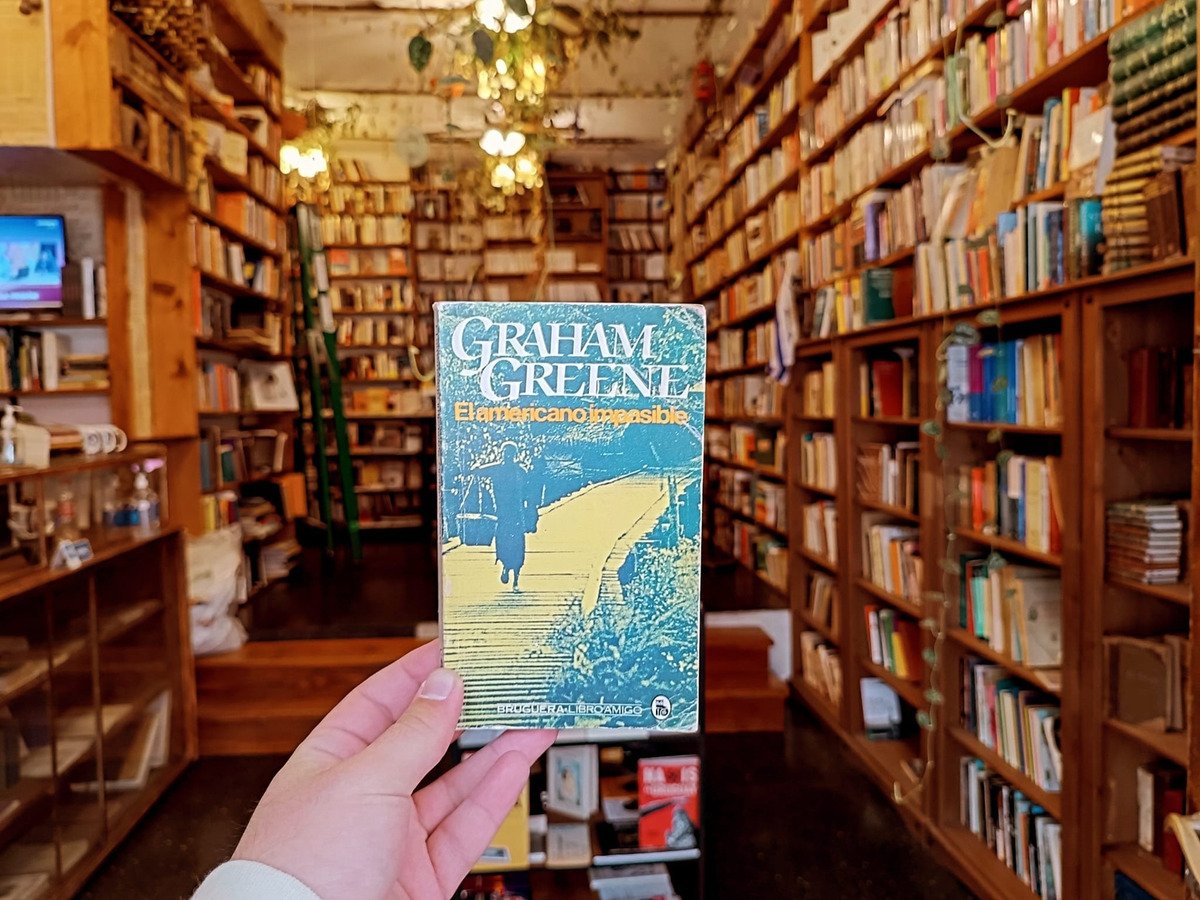 GRAHAM
GREENE
El americano impasible
BRUGUERA·LIBRO AMIGO